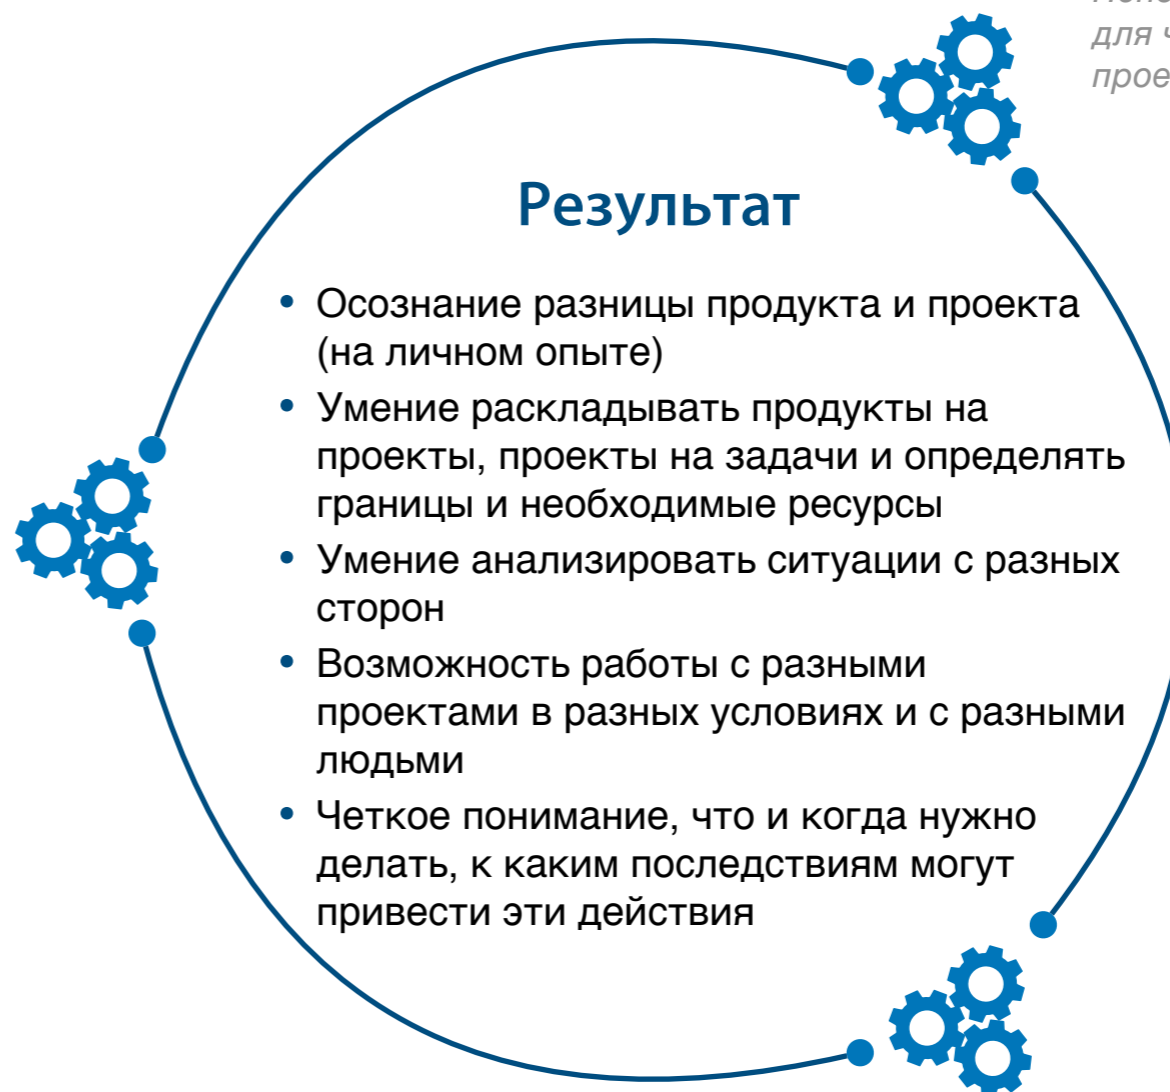 для
Результат
• Осознание разницы продукта и проекта
(на личном опыте)
• Умение раскладывать продукты на
проекты, проекты на задачи и определять
границы и необходимые ресурсы
• Умение анализировать ситуации с разных
сторон
• Возможность работы с разными
проектами в разных условиях и с разными
людьми
• Четкое понимание, что и когда нужно
делать, к каким последствиям могут
привести эти действия